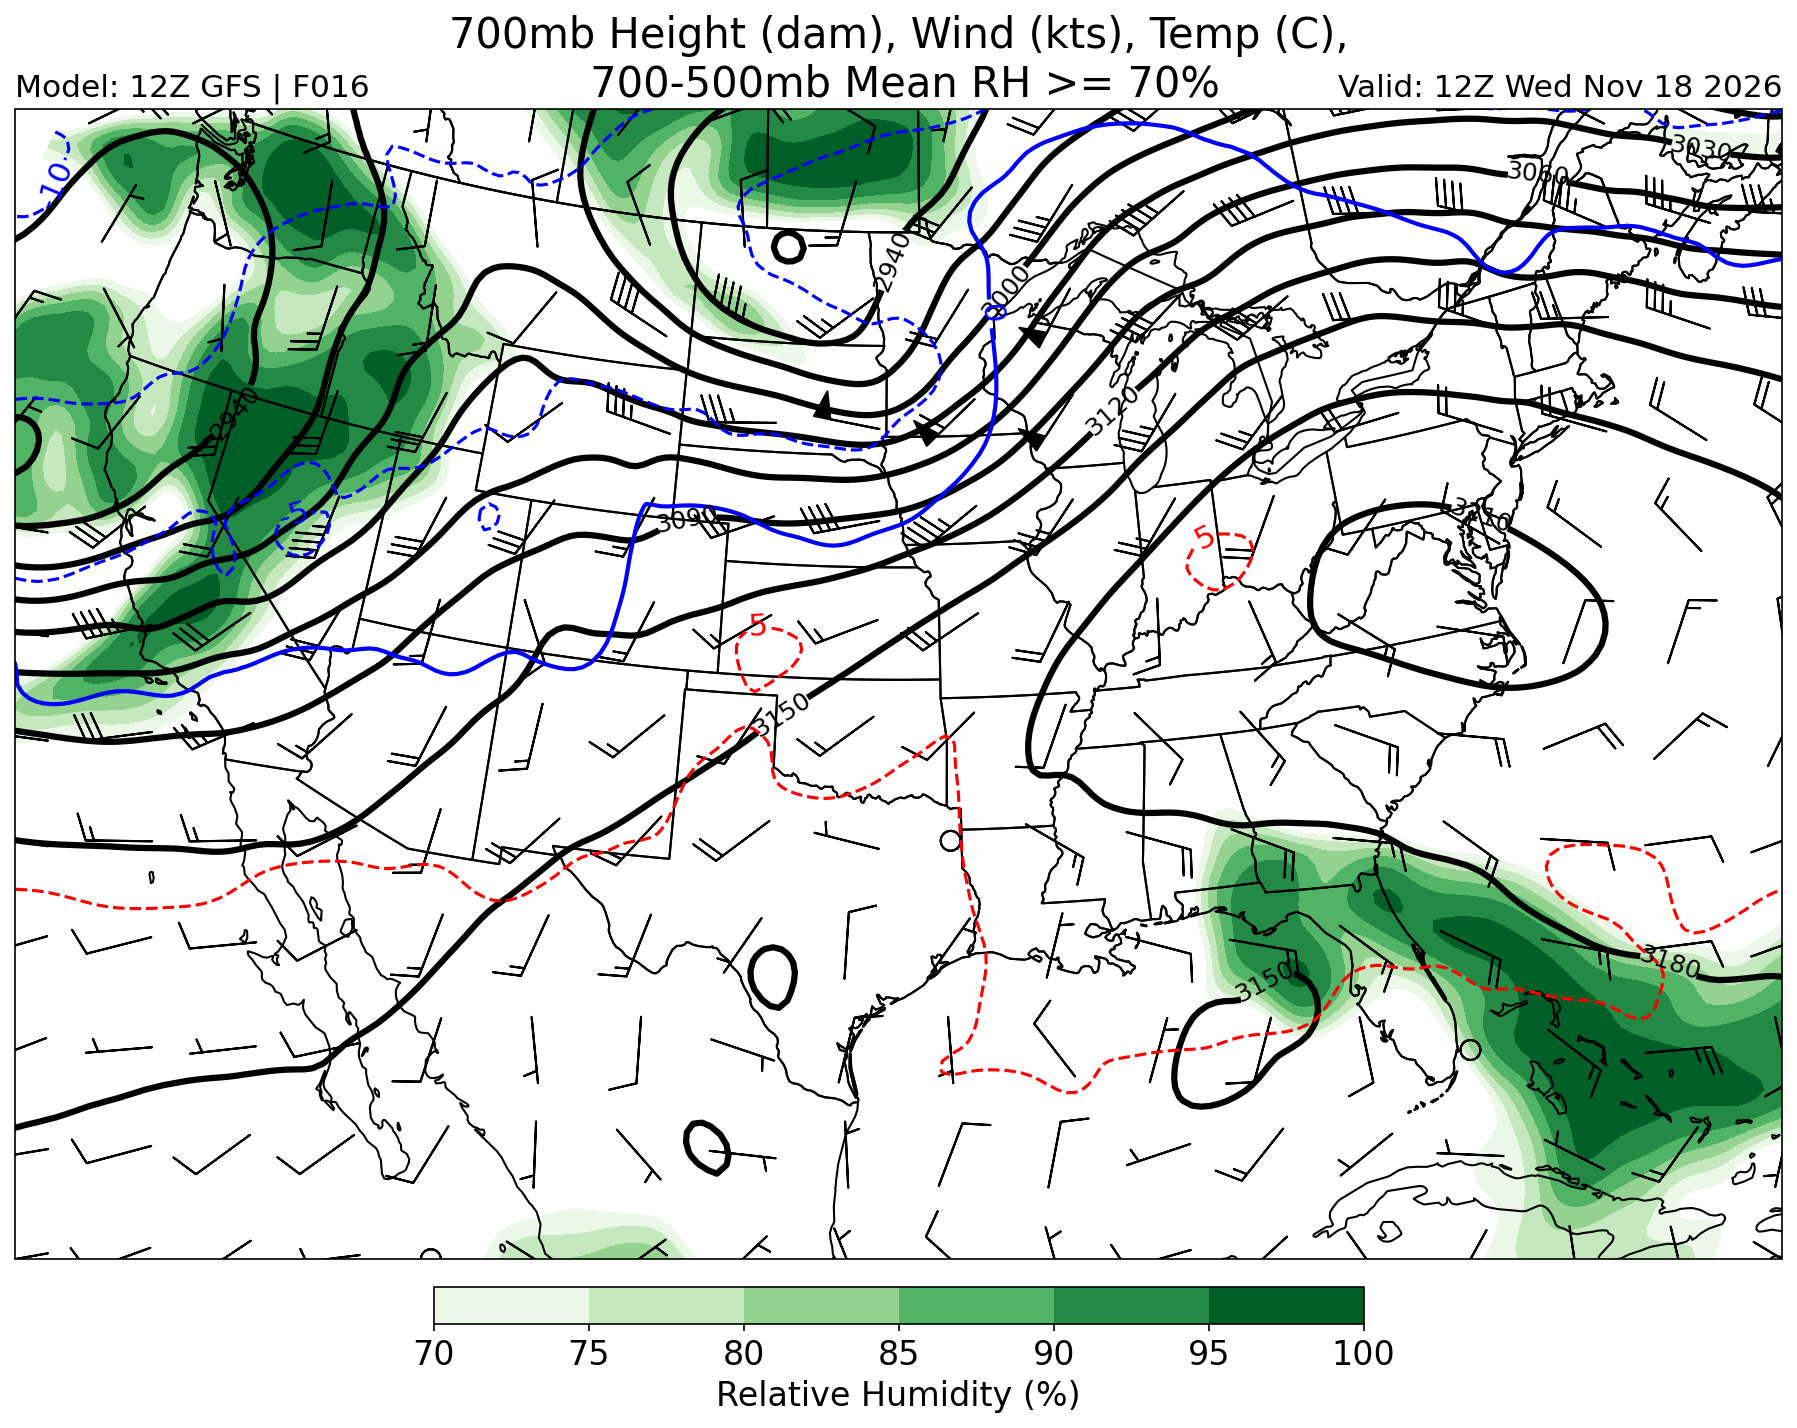 700mb Height (dam), Wind (kts), Temp (C),
700-500mb Mean RH >= 70%
Model: 12Z GFS | F016
Valid: 12Z Wed Nov 18 2026
-10
3030
3060
2940
3000
0
2940
3120
-5
3090
3210
5
5
3150
3180
3150
70 75 80 85 90 95 100
Relative Humidity (%)